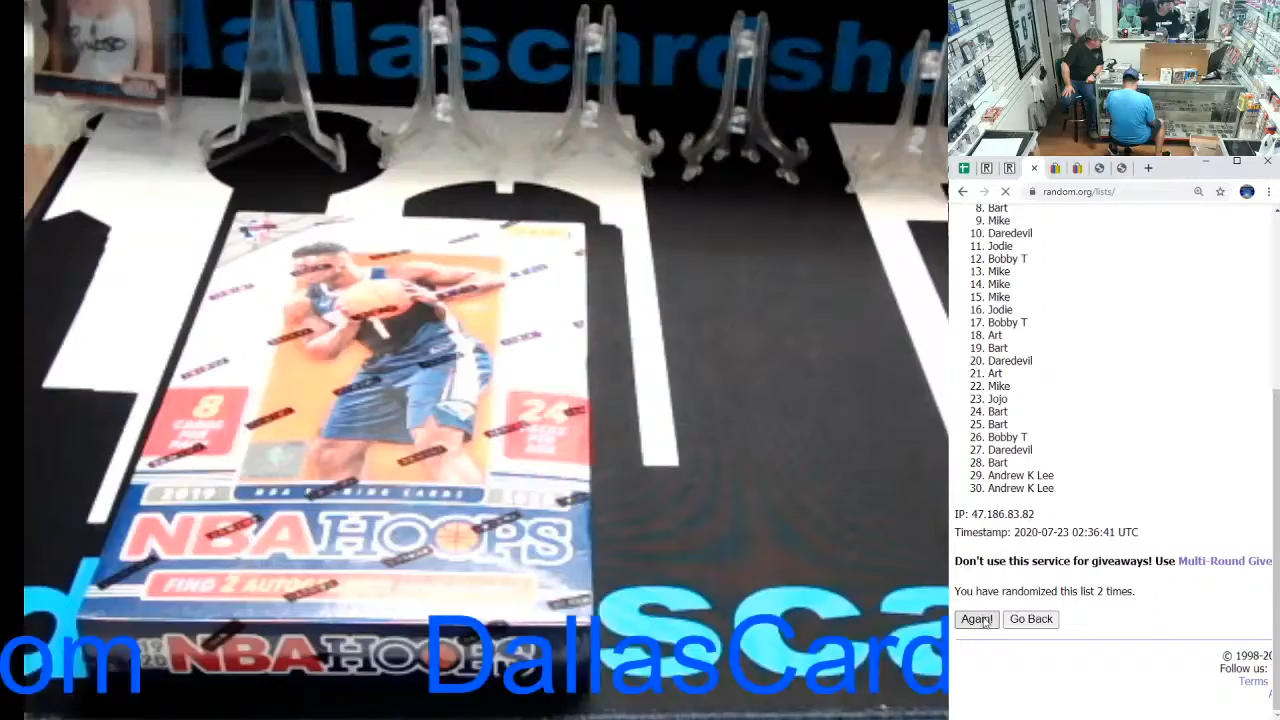 dallascardsho
random.org/lists/
8. Bart
9. Mike
10. Daredevil
11. Jodie
12. Bobby T
13. Mike
14. Mike
15. Mike
16. Jodie
17. Bobby T
18. Art
19. Bart
20. Daredevil
21. Art
22. Mike
23. Jojo
24. Bart
25. Bart
26. Bobby T
27. Daredevil
28. Bart
29. Andrew K Lee
30. Andrew K Lee
IP: 47.186.83.82
Timestamp: 2020-07-23 02:36:41 UTC
Don't use this service for giveaways! Use Multi-Round Give
You have randomized this list 2 times.
Again! Go Back
© 1998-20
Follow us:
Terms
8
CARDS
PER
24
2019
NBA TRADING CARDS
NBA HOOPS
FIND 2 AUTOG
NBA HOOPS
sca
om DallasCard